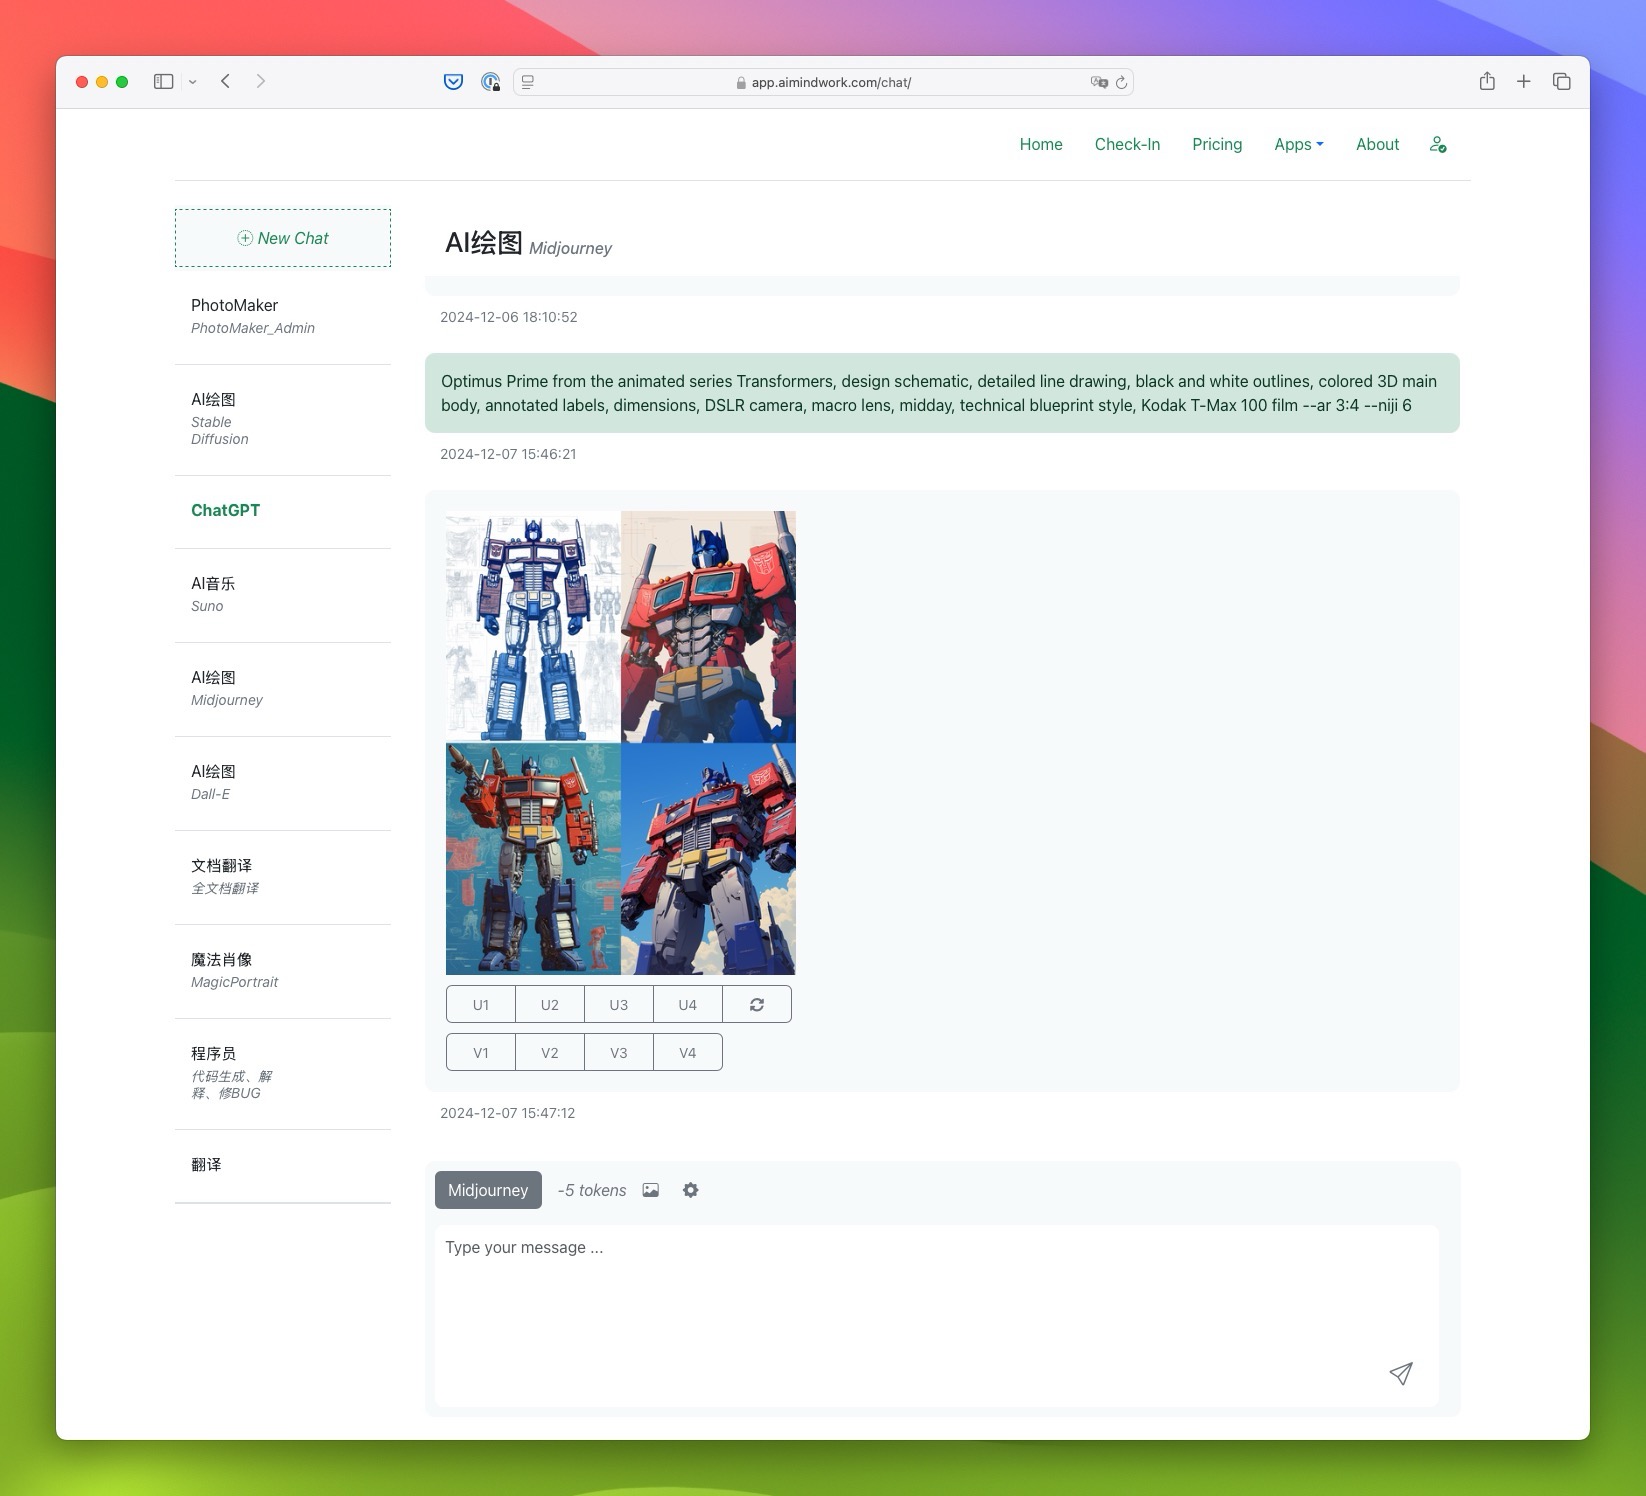 app.aimindwork.com/chat/
Home Check-In Pricing Apps About
New Chat
PhotoMaker
PhotoMaker_Admin
AI绘图
Stable
Diffusion
ChatGPT
AI音乐
Suno
AI绘图
Midjourney
AI绘图
Dall-E
文档翻译
全文档翻译
魔法肖像
MagicPortrait
程序员
代码生成、解
释、修BUG
翻译
AI绘图 Midjourney
2024-12-06 18:10:52
Optimus Prime from the animated series Transformers, design schematic, detailed line drawing, black and white outlines, colored 3D main
body, annotated labels, dimensions, DSLR camera, macro lens, midday, technical blueprint style, Kodak T-Max 100 film --ar 3:4 --niji 6
2024-12-07 15:46:21
U1 U2 U3 U4
V1 V2 V3 V4
2024-12-07 15:47:12
Midjourney -5 tokens
Type your message ...